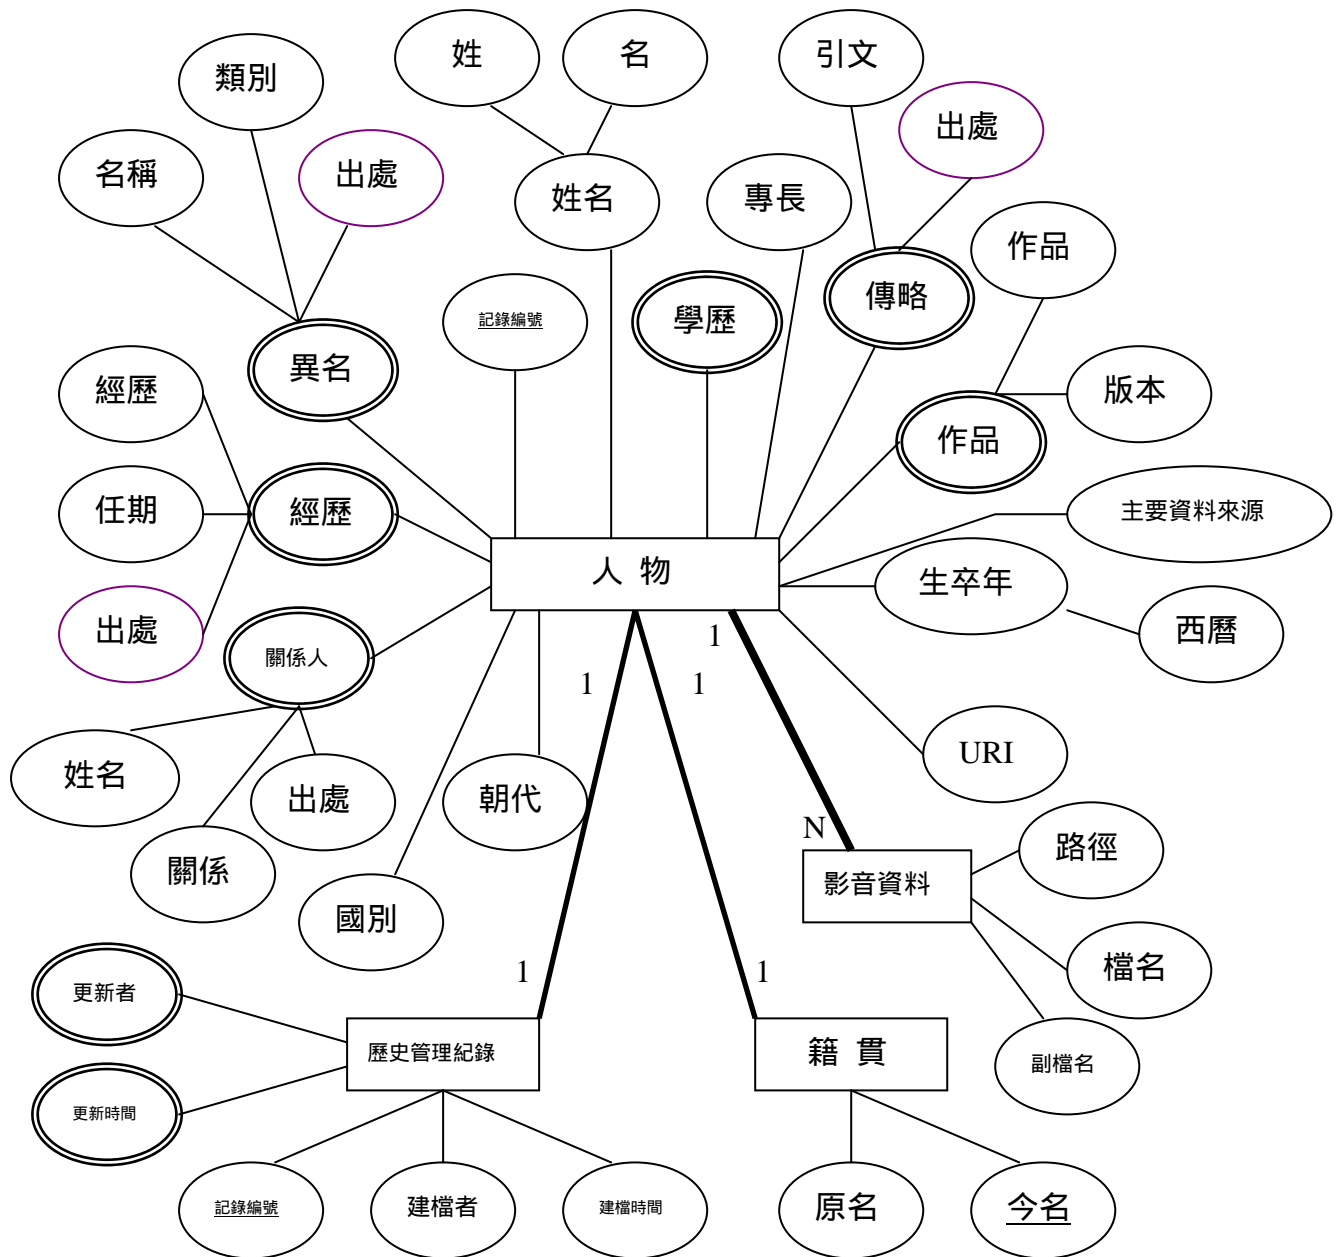 姓
名
引文
類別
出處
名稱
出處
姓名
專長
作品
傳略
記錄編號
學歷
異名
版本
經歷
作品
任期
經歷
主要資料來源
人 物
生卒年
出處
西曆
關係人
1
1
1
姓名
URI
出處
朝代
N
路徑
關係
影音資料
國別
檔名
1
1
更新者
歷史管理紀錄
籍 貫
副檔名
更新時間
記錄編號
建檔者
建檔時間
原名
今名